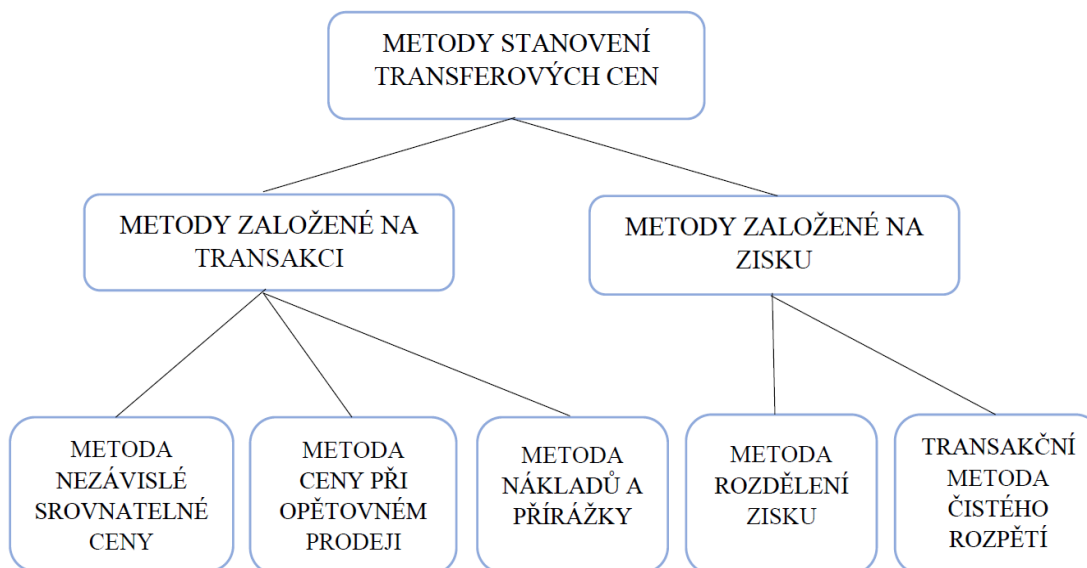 METODY STANOVENÍ
TRANSFEROVÝCH CEN
METODY ZALOŽENÉ NA
TRANSAKCI
METODY ZALOŽENÉ NA
ZISKU
METODA
NEZÁVISLÉ
SROVNATELNÉ
CENY
METODA
CENY PŘI
OPĚTOVNÉM
PRODEJI
METODA
NÁKLADŮ A
PŘÍRÁŽKY
METODA
ROZDĚLENÍ
ZISKU
TRANSAKČNÍ
METODA
ČISTÉHO
ROZPĚTÍ